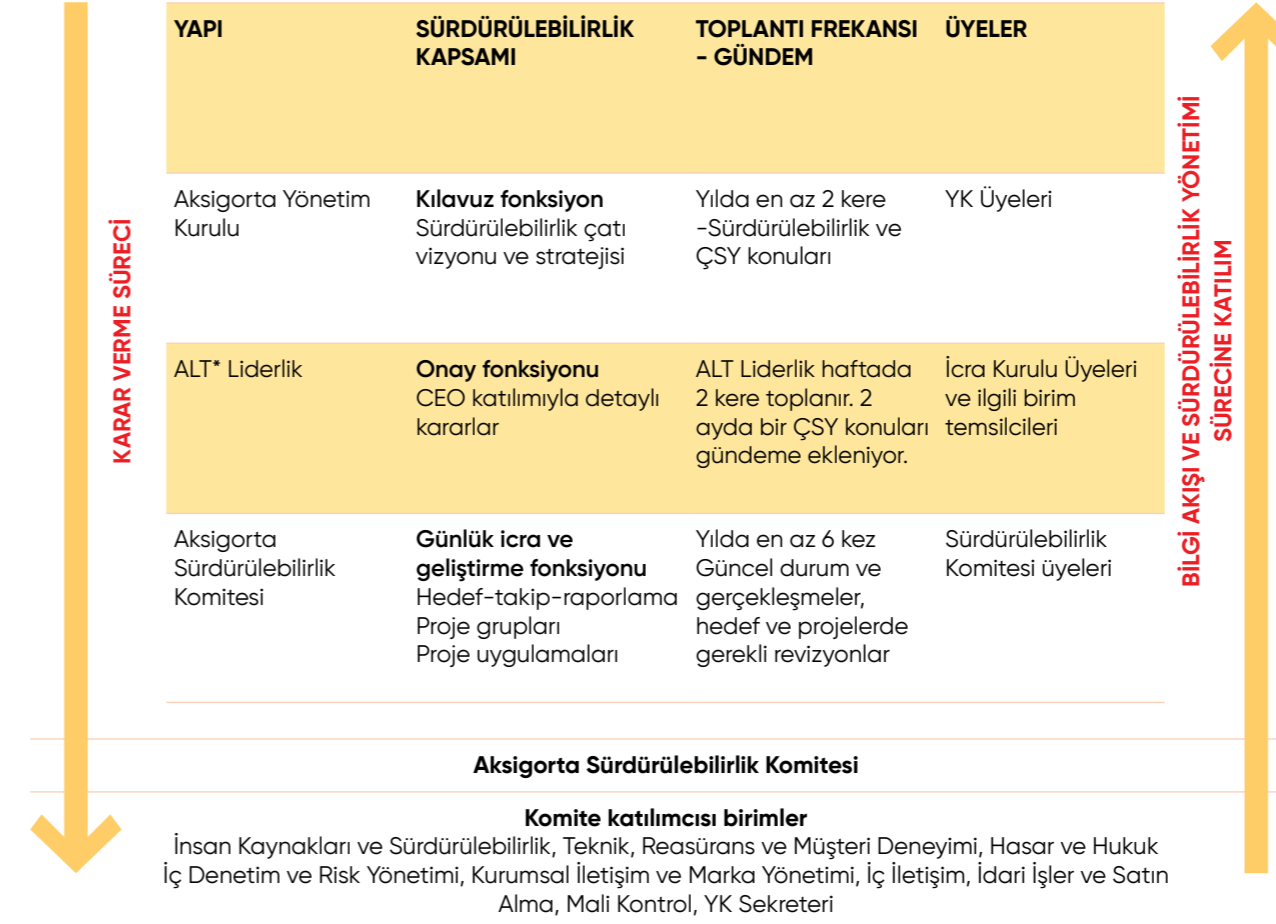 KARAR VERME SÜRECİ
YAPI
SÜRDÜRÜLEBİLİRLİK
KAPSAMI
TOPLANTI FREKANSI
- GÜNDEM
ÜYELER
Aksigorta Yönetim
Kurulu
Kılavuz fonksiyon
Sürdürülebilirlik çatı
vizyonu ve stratejisi
Yılda en az 2 kere
-Sürdürülebilirlik ve
ÇSY konuları
YK Üyeleri
ALT* Liderlik
Onay fonksiyonu
CEO katılımıyla detaylı
kararlar
ALT Liderlik haftada
2 kere toplanır. 2
ayda bir ÇSY konuları
gündeme ekleniyor.
İcra Kurulu Üyeleri
ve ilgili birim
temsilcileri
Aksigorta
Sürdürülebilirlik
Komitesi
Günlük icra ve
geliştirme fonksiyonu
Hedef-takip-raporlama
Proje grupları
Proje uygulamaları
Yılda en az 6 kez
Güncel durum ve
gerçekleşmeler,
hedef ve projelerde
gerekli revizyonlar
Sürdürülebilirlik
Komitesi üyeleri
BİLGİ AKIŞI VE SÜRDÜRÜLEBİLİRLİK YÖNETİMİ
SÜRECİNE KATILIM
Aksigorta Sürdürülebilirlik Komitesi
Komite katılımcısı birimler
İnsan Kaynakları ve Sürdürülebilirlik, Teknik, Reasürans ve Müşteri Deneyimi, Hasar ve Hukuk
İç Denetim ve Risk Yönetimi, Kurumsal İletişim ve Marka Yönetimi, İç İletişim, İdari İşler ve Satın
Alma, Mali Kontrol, YK Sekreteri